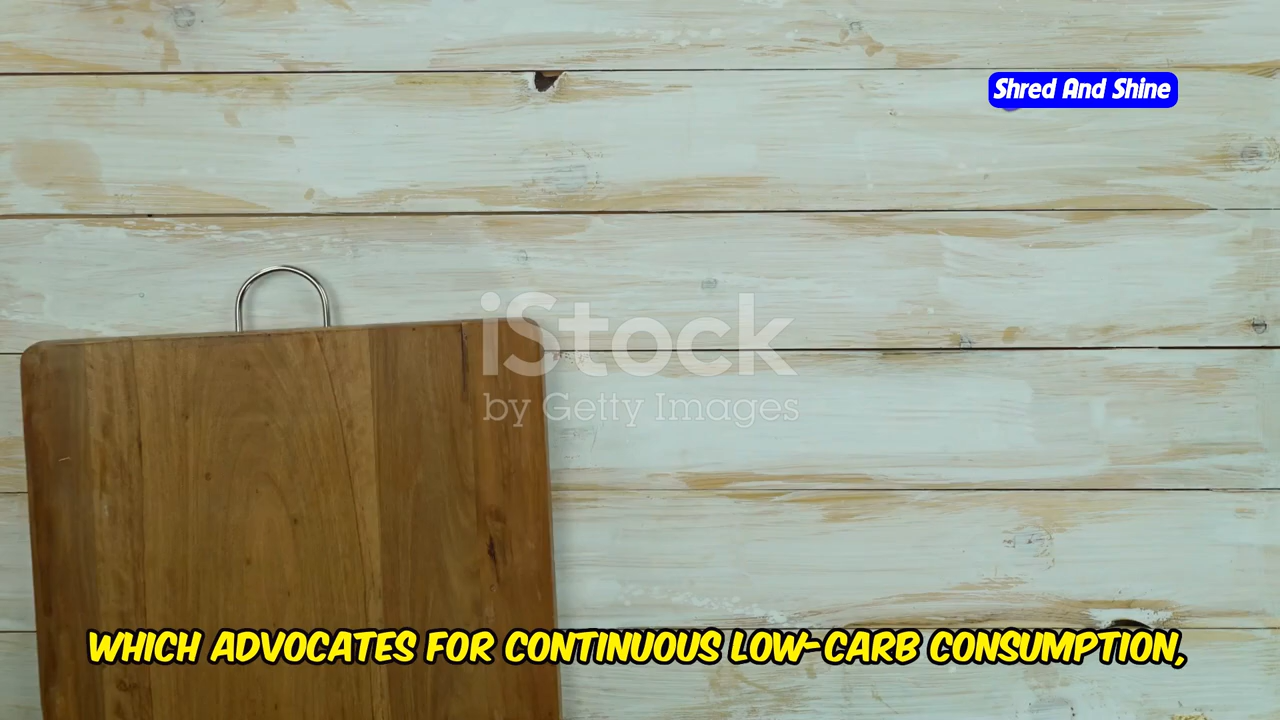 Shred And Shine
iStock
by Getty Images
WHICH ADVOCATES FOR CONTINUOUS LOW-CARB CONSUMPTION,